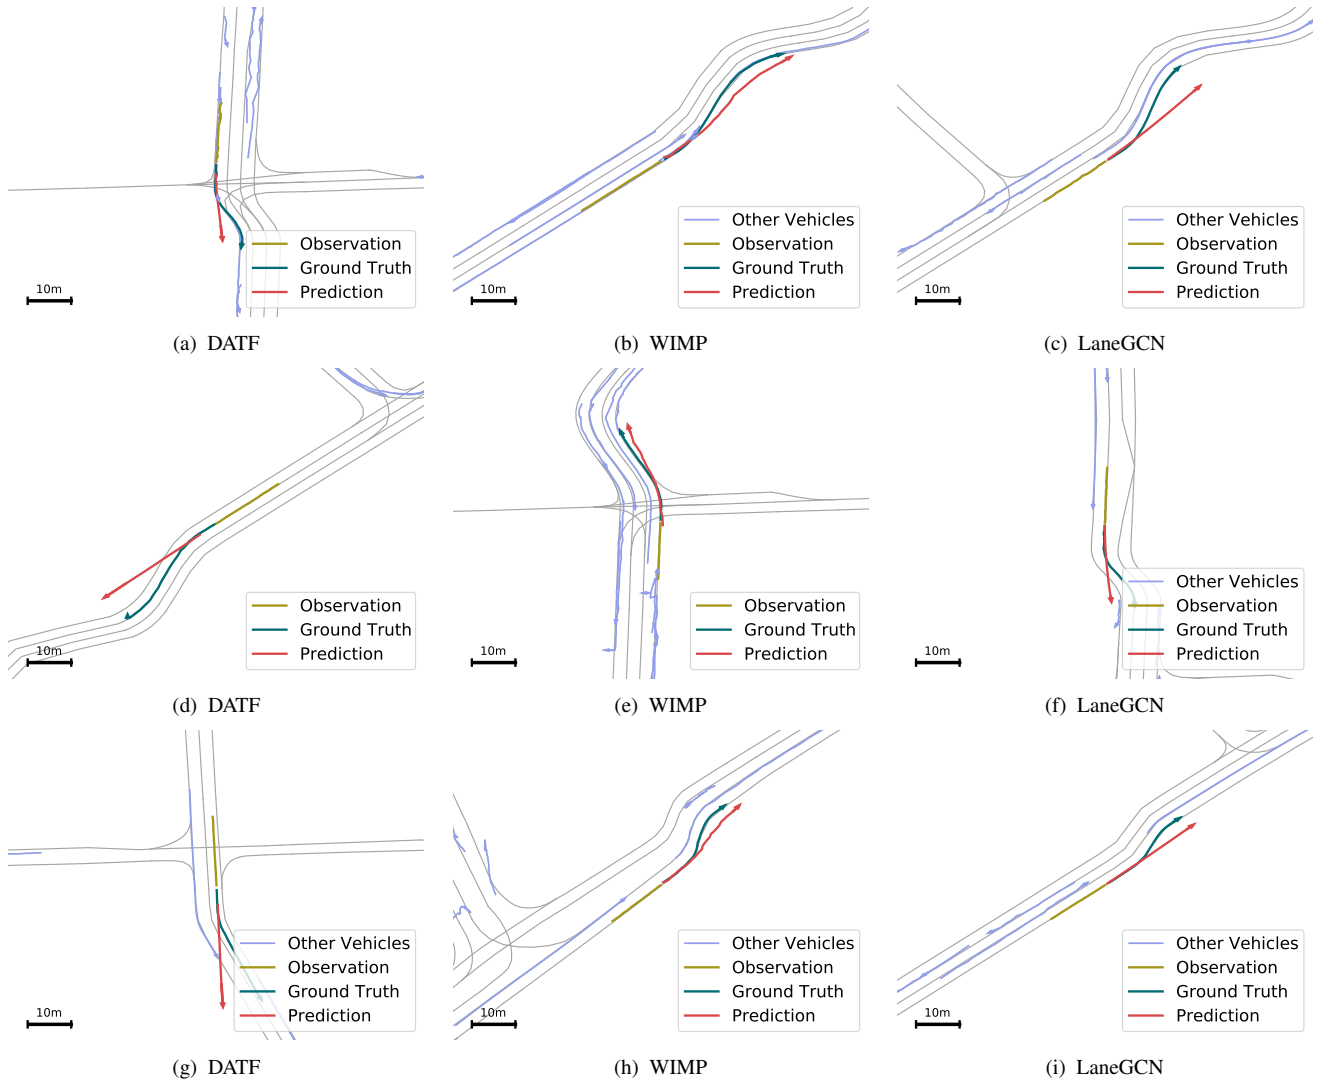 Observation
Ground Truth
Prediction
10m
(a) DATF
Other Vehicles
Observation
Ground Truth
Prediction
10m
(b) WIMP
Other Vehicles
Observation
Ground Truth
Prediction
10m
(c) LaneGCN
Observation
Ground Truth
Prediction
10m
(d) DATF
Observation
Ground Truth
Prediction
10m
(e) WIMP
Other Vehicles
Observation
Ground Truth
Prediction
10m
(f) LaneGCN
Other Vehicles
Observation
Ground Truth
Prediction
10m
(g) DATF
Other Vehicles
Observation
Ground Truth
Prediction
10m
(h) WIMP
Other Vehicles
Observation
Ground Truth
Prediction
10m
(i) LaneGCN